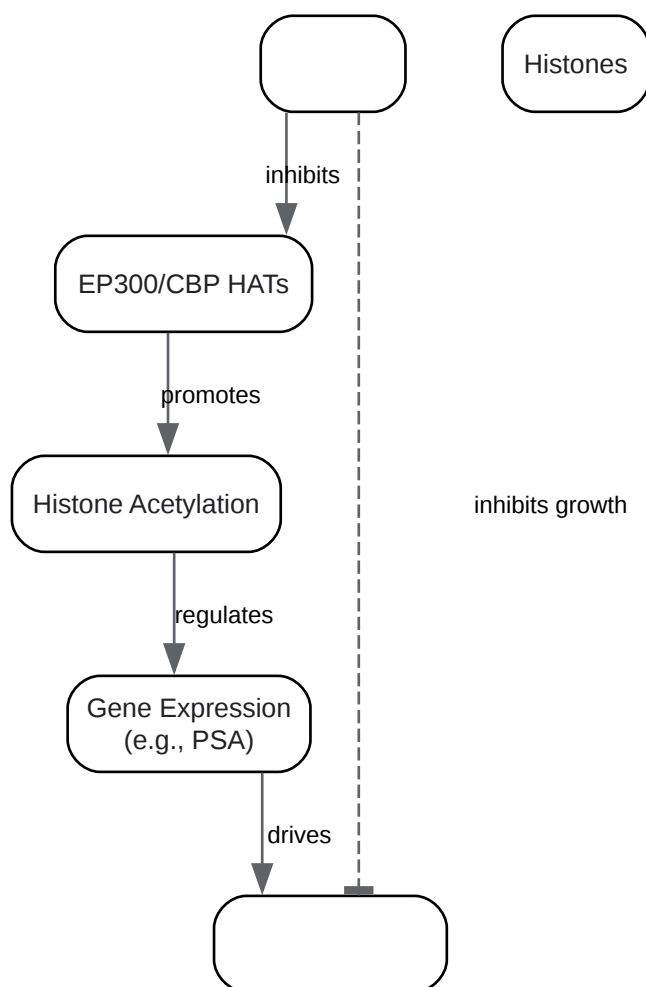 Histones
inhibits
EP300/CBP HATs
promotes
Histone Acetylation
inhibits growth
regulates
Gene Expression
(e.g., PSA)
drives